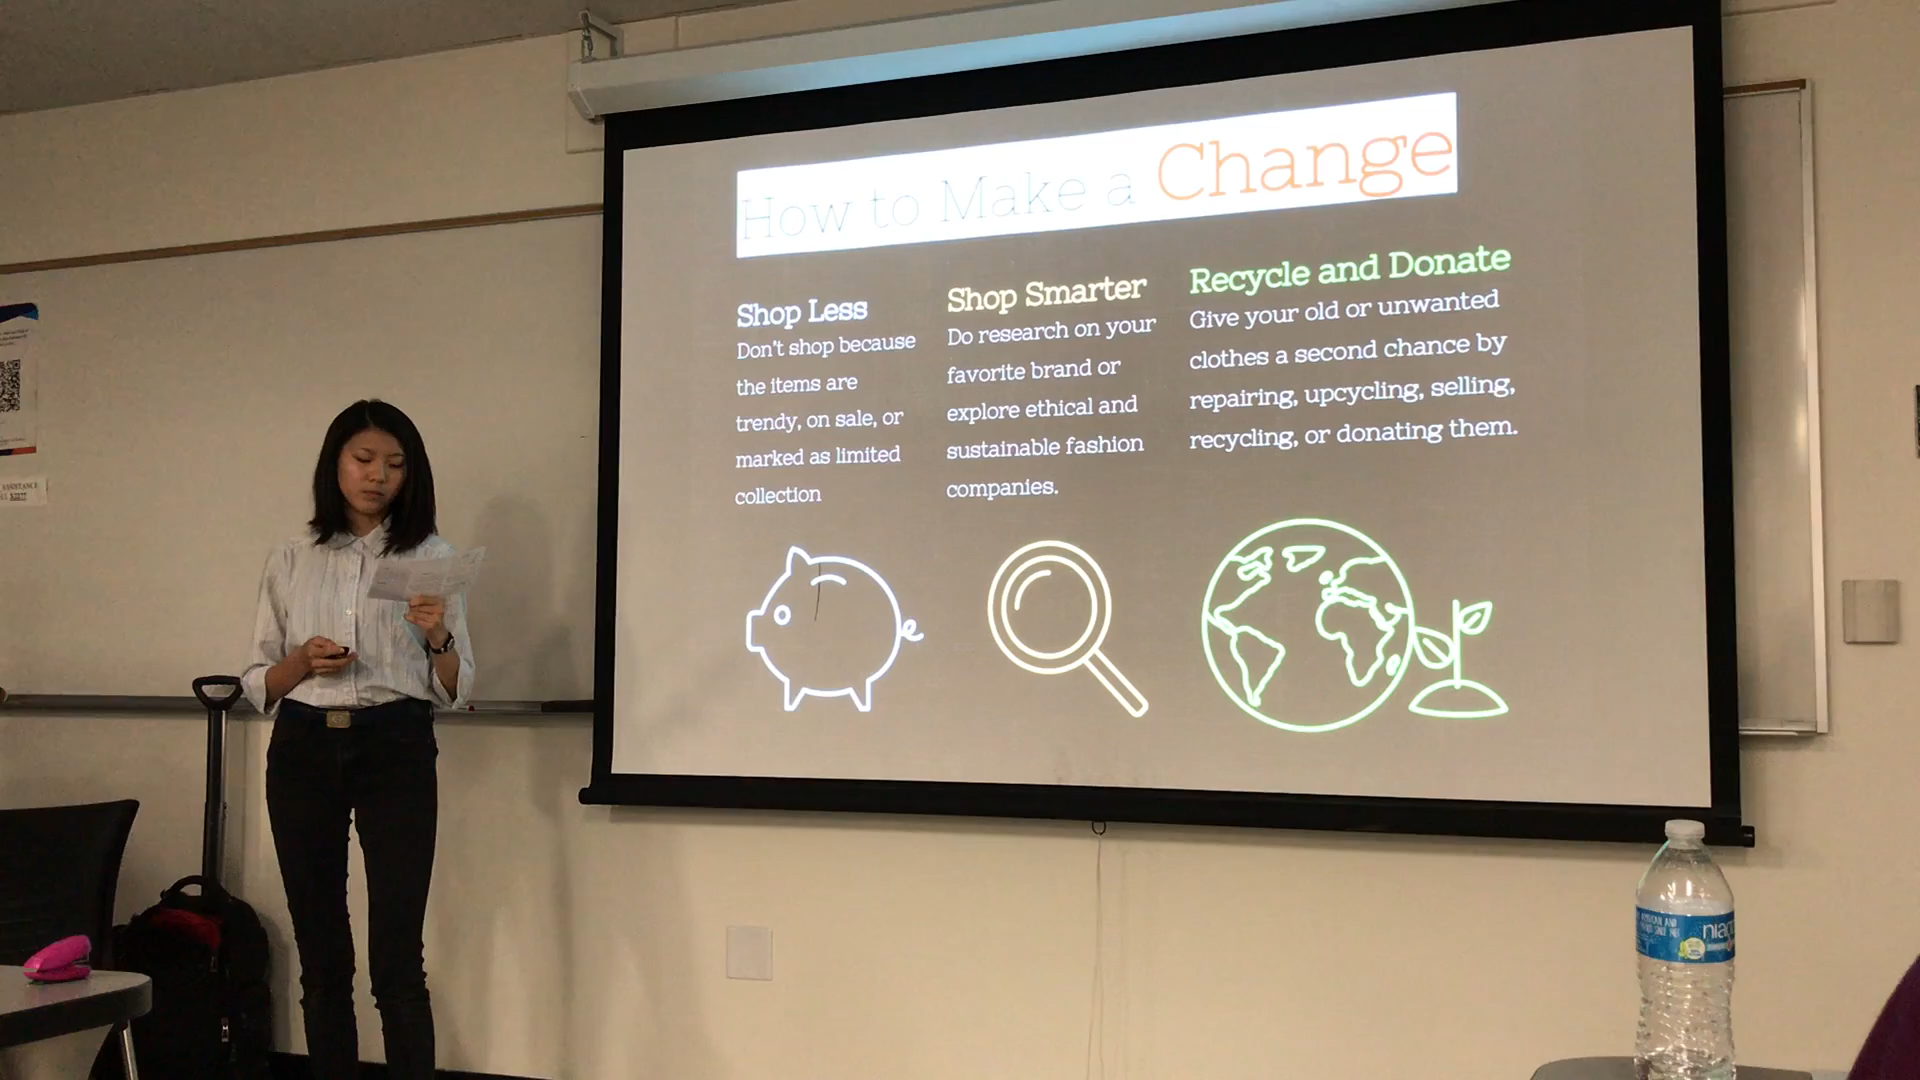 How to Make a Change
Shop Less
Don't shop because
the items are
trendy, on sale, or
marked as limited
collection
Shop Smarter
Do research on your
favorite brand or
explore ethical and
sustainable fashion
companies.
Recycle and Donate
Give your old or unwanted
clothes a second chance by
repairing, upcycling, selling,
recycling, or donating them.
ASSISTANCE
niag